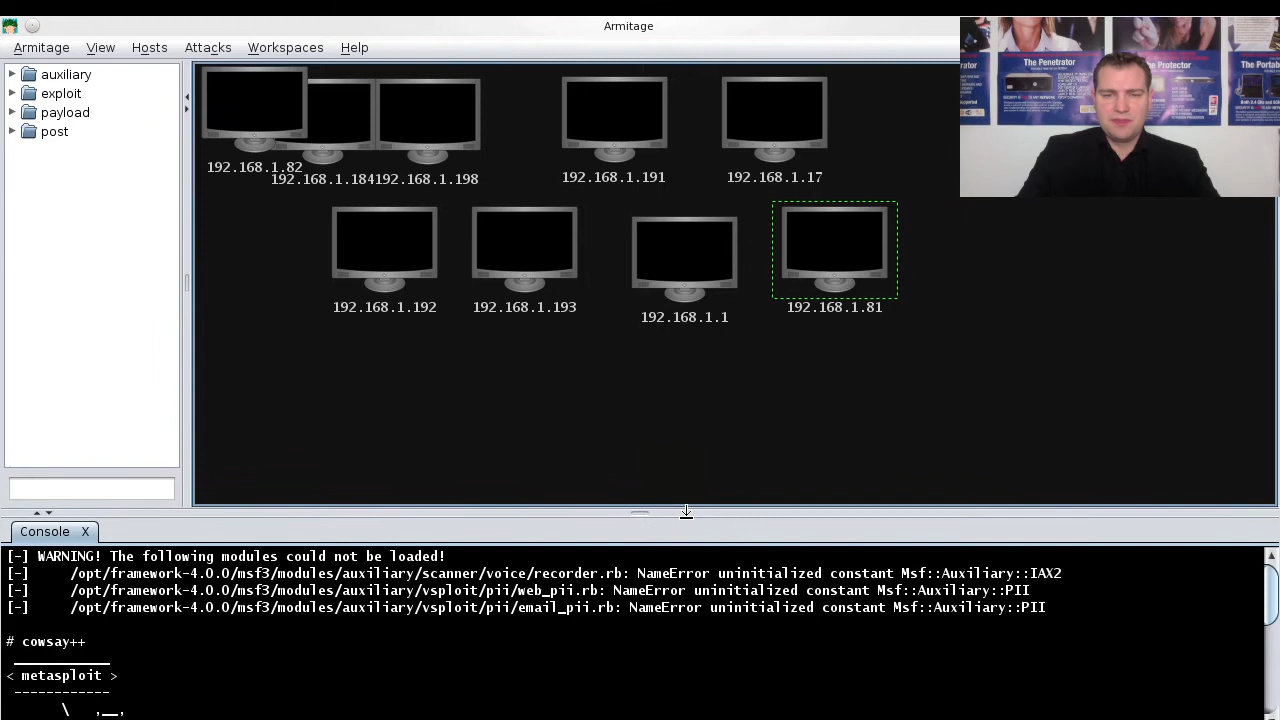 Armitage
Armitage View Hosts Attacks Workspaces Help
auxiliary
exploit
payload
post
192.168.1.82
192.168.1.184
192.168.1.198
192.168.1.191
192.168.1.17
192.168.1.192
192.168.1.193
192.168.1.1
192.168.1.81
The Penetrator
Console X
[-] WARNING! The following modules could not be loaded!
[-] /opt/framework-4.0.0/msf3/modules/auxiliary/scanner/voice/recorder.rb: NameError uninitialized constant Msf::Auxiliary::IAX2
[-] /opt/framework-4.0.0/msf3/modules/auxiliary/vsploit/pii/web_pii.rb: NameError uninitialized constant Msf::Auxiliary::PII
[-] /opt/framework-4.0.0/msf3/modules/auxiliary/vsploit/pii/email_pii.rb: NameError uninitialized constant Msf::Auxiliary::PII
# cowsay++
____________
< metasploit >
------------
\ ,__,